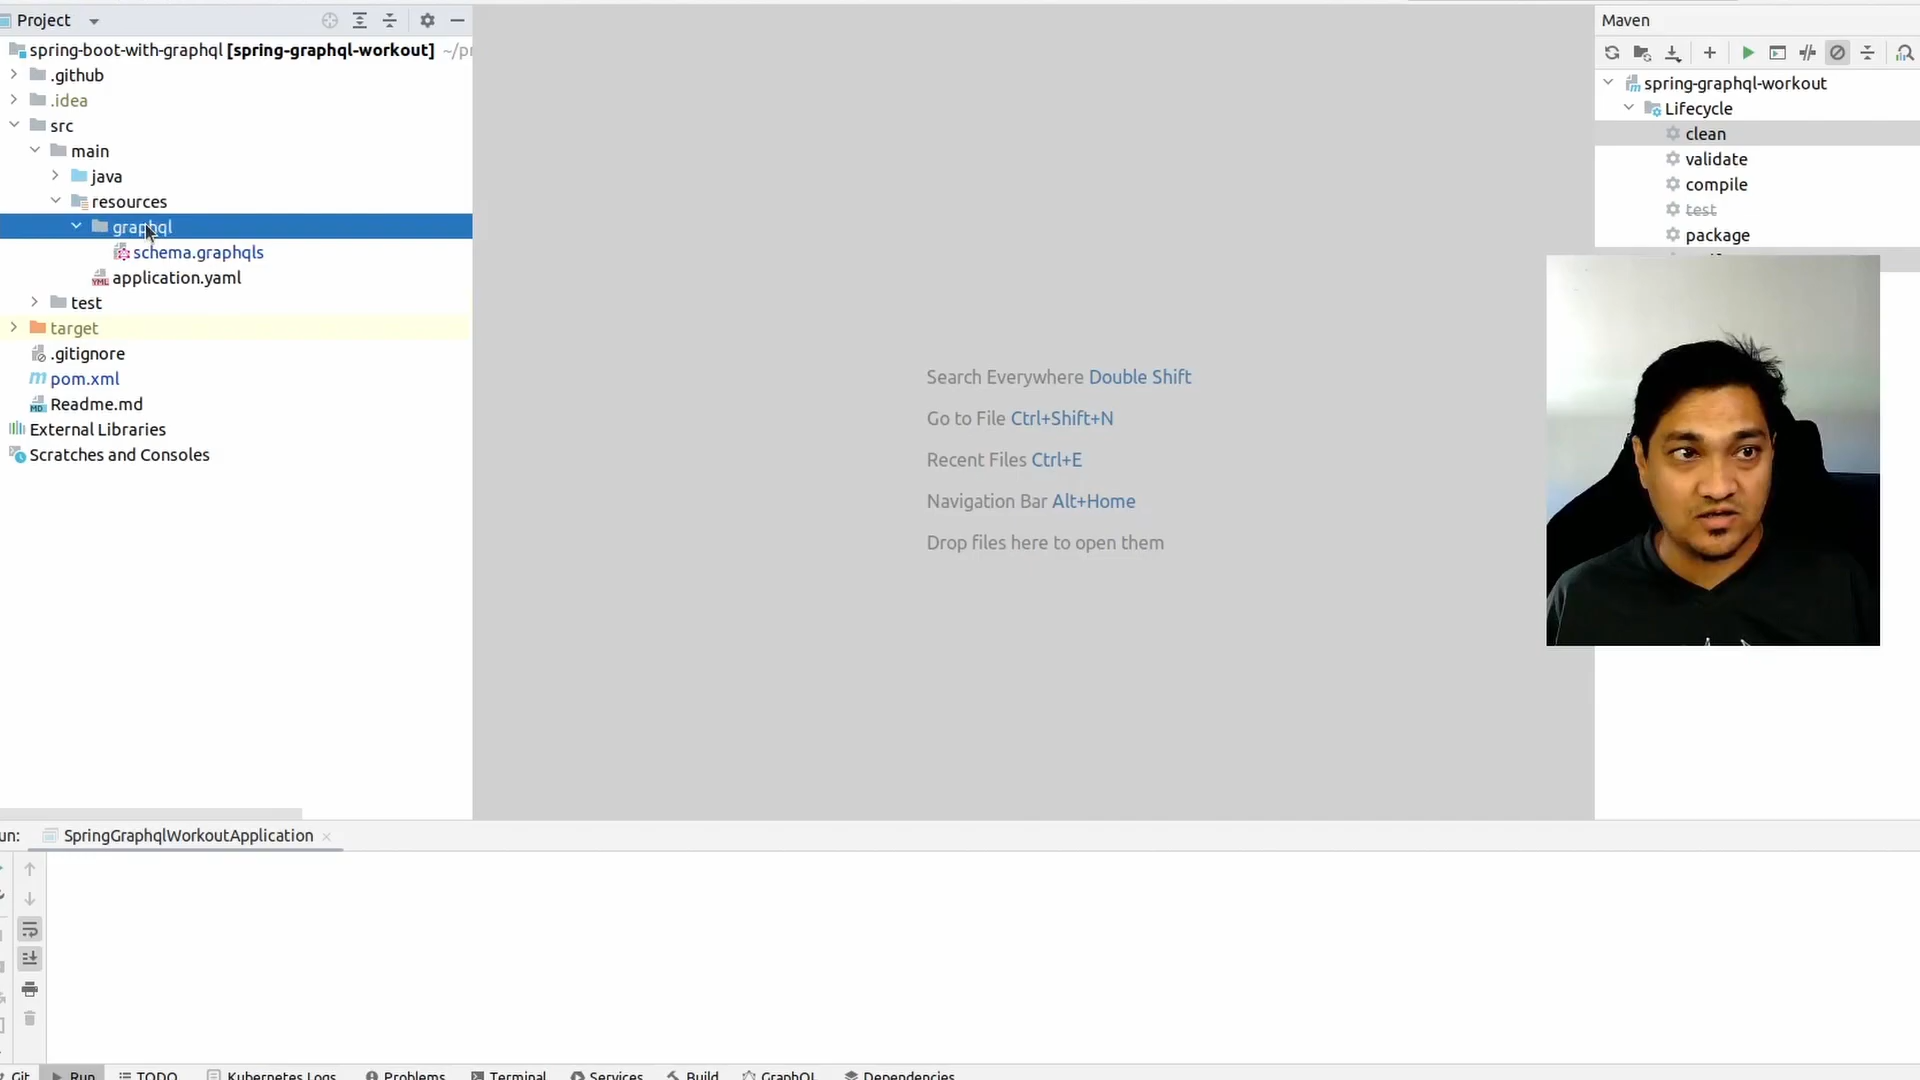 Project
spring-boot-with-graphql [spring-graphql-workout] ~/pr
.github
.idea
src
main
java
resources
graphql
schema.graphqls
application.yaml
test
target
.gitignore
pom.xml
Readme.md
External Libraries
Scratches and Consoles
Search Everywhere Double Shift
Go to File Ctrl+Shift+N
Recent Files Ctrl+E
Navigation Bar Alt+Home
Drop files here to open them
Maven
spring-graphql-workout
Lifecycle
clean
validate
compile
test
package
un: SpringGraphqlWorkoutApplication
Git Run TODO Kubernetes Logs Problems Terminal Services Build GraphQL Dependencies